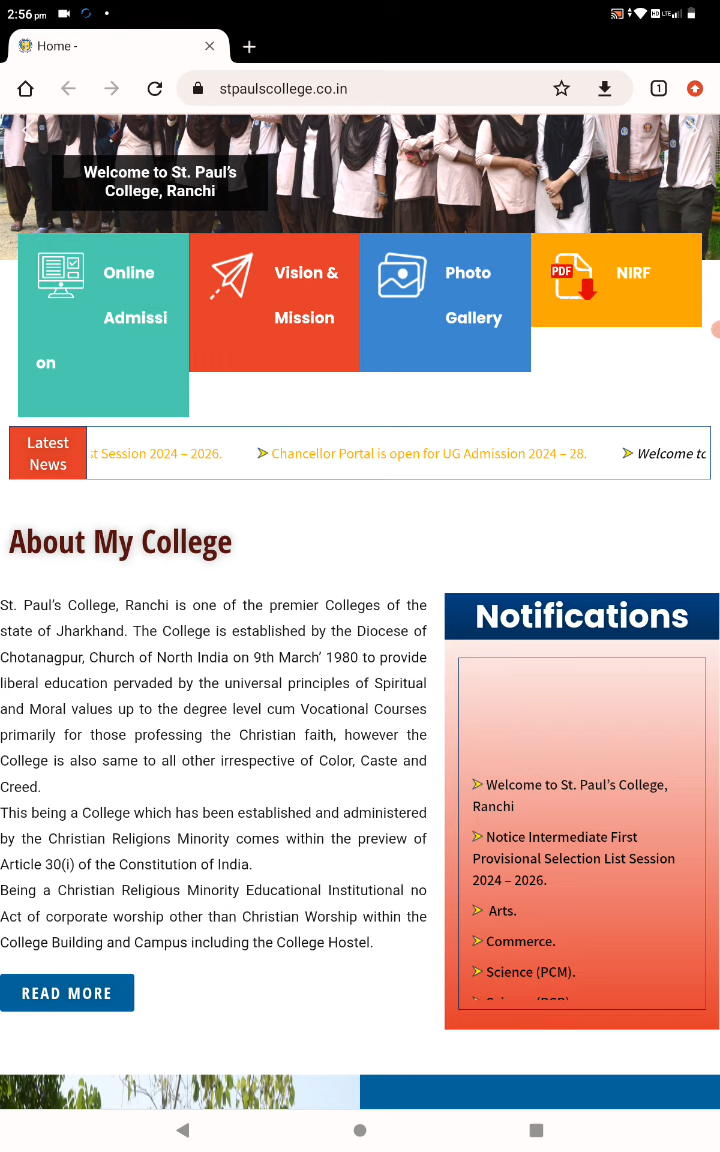 2:56 pm
HD LTE
Home -
stpaulscollege.co.in
1
Welcome to St. Paul's
College, Ranchi
Online
Admissi
on
Vision &
Mission
Photo
Gallery
PDF
NIRF
Latest
News
st Session 2024 – 2026.
Chancellor Portal is open for UG Admission 2024 – 28.
Welcome to
About My College
St. Paul's College, Ranchi is one of the premier Colleges of the
state of Jharkhand. The College is established by the Diocese of
Chotanagpur, Church of North India on 9th March' 1980 to provide
liberal education pervaded by the universal principles of Spiritual
and Moral values up to the degree level cum Vocational Courses
primarily for those professing the Christian faith, however the
College is also same to all other irrespective of Color, Caste and
Creed.
This being a College which has been established and administered
by the Christian Religions Minority comes within the preview of
Article 30(i) of the Constitution of India.
Being a Christian Religious Minority Educational Institutional no
Act of corporate worship other than Christian Worship within the
College Building and Campus including the College Hostel.
READ MORE
Notifications
Welcome to St. Paul's College,
Ranchi
Notice Intermediate First
Provisional Selection List Session
2024 – 2026.
Arts.
Commerce.
Science (PCM).